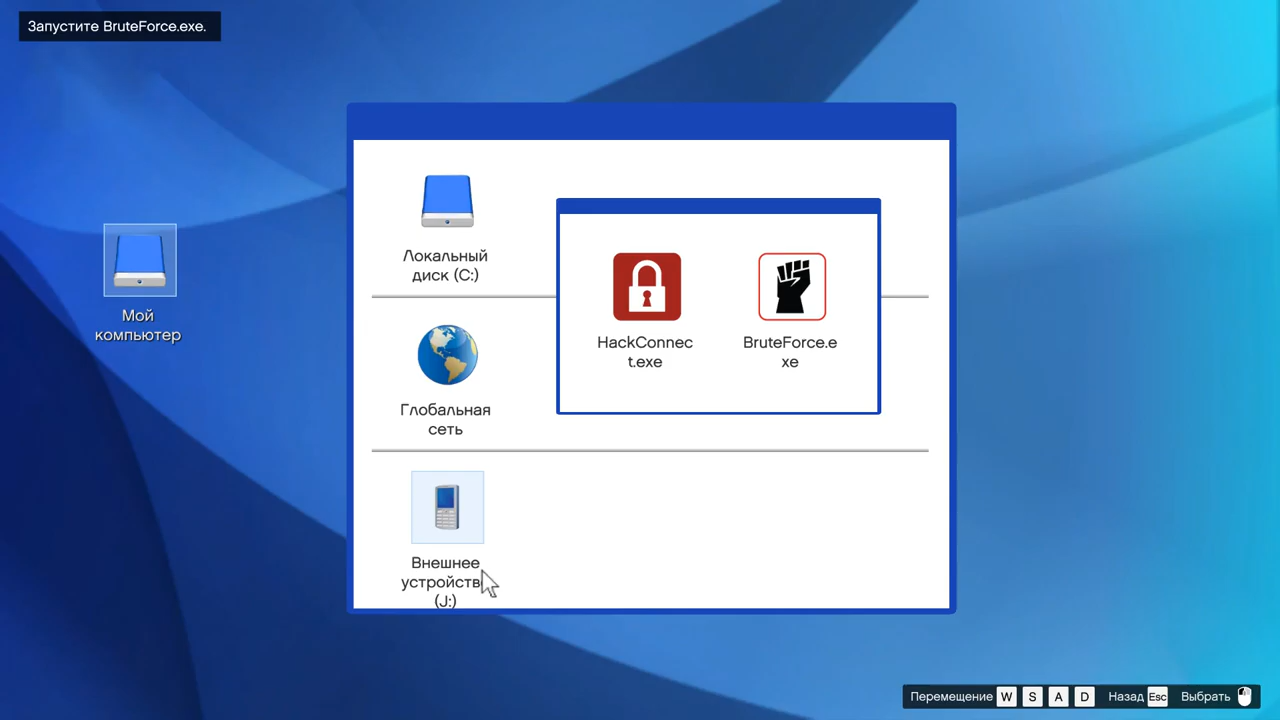 Запустите BruteForce.exe.
Локальный
диск (C:)
HackConnec
t.exe
BruteForce.e
xe
Мой
компьютер
Глобальная
сеть
Внешнее
устройств
(J:)
Перемещение W S A D Назад Esc Выбрать